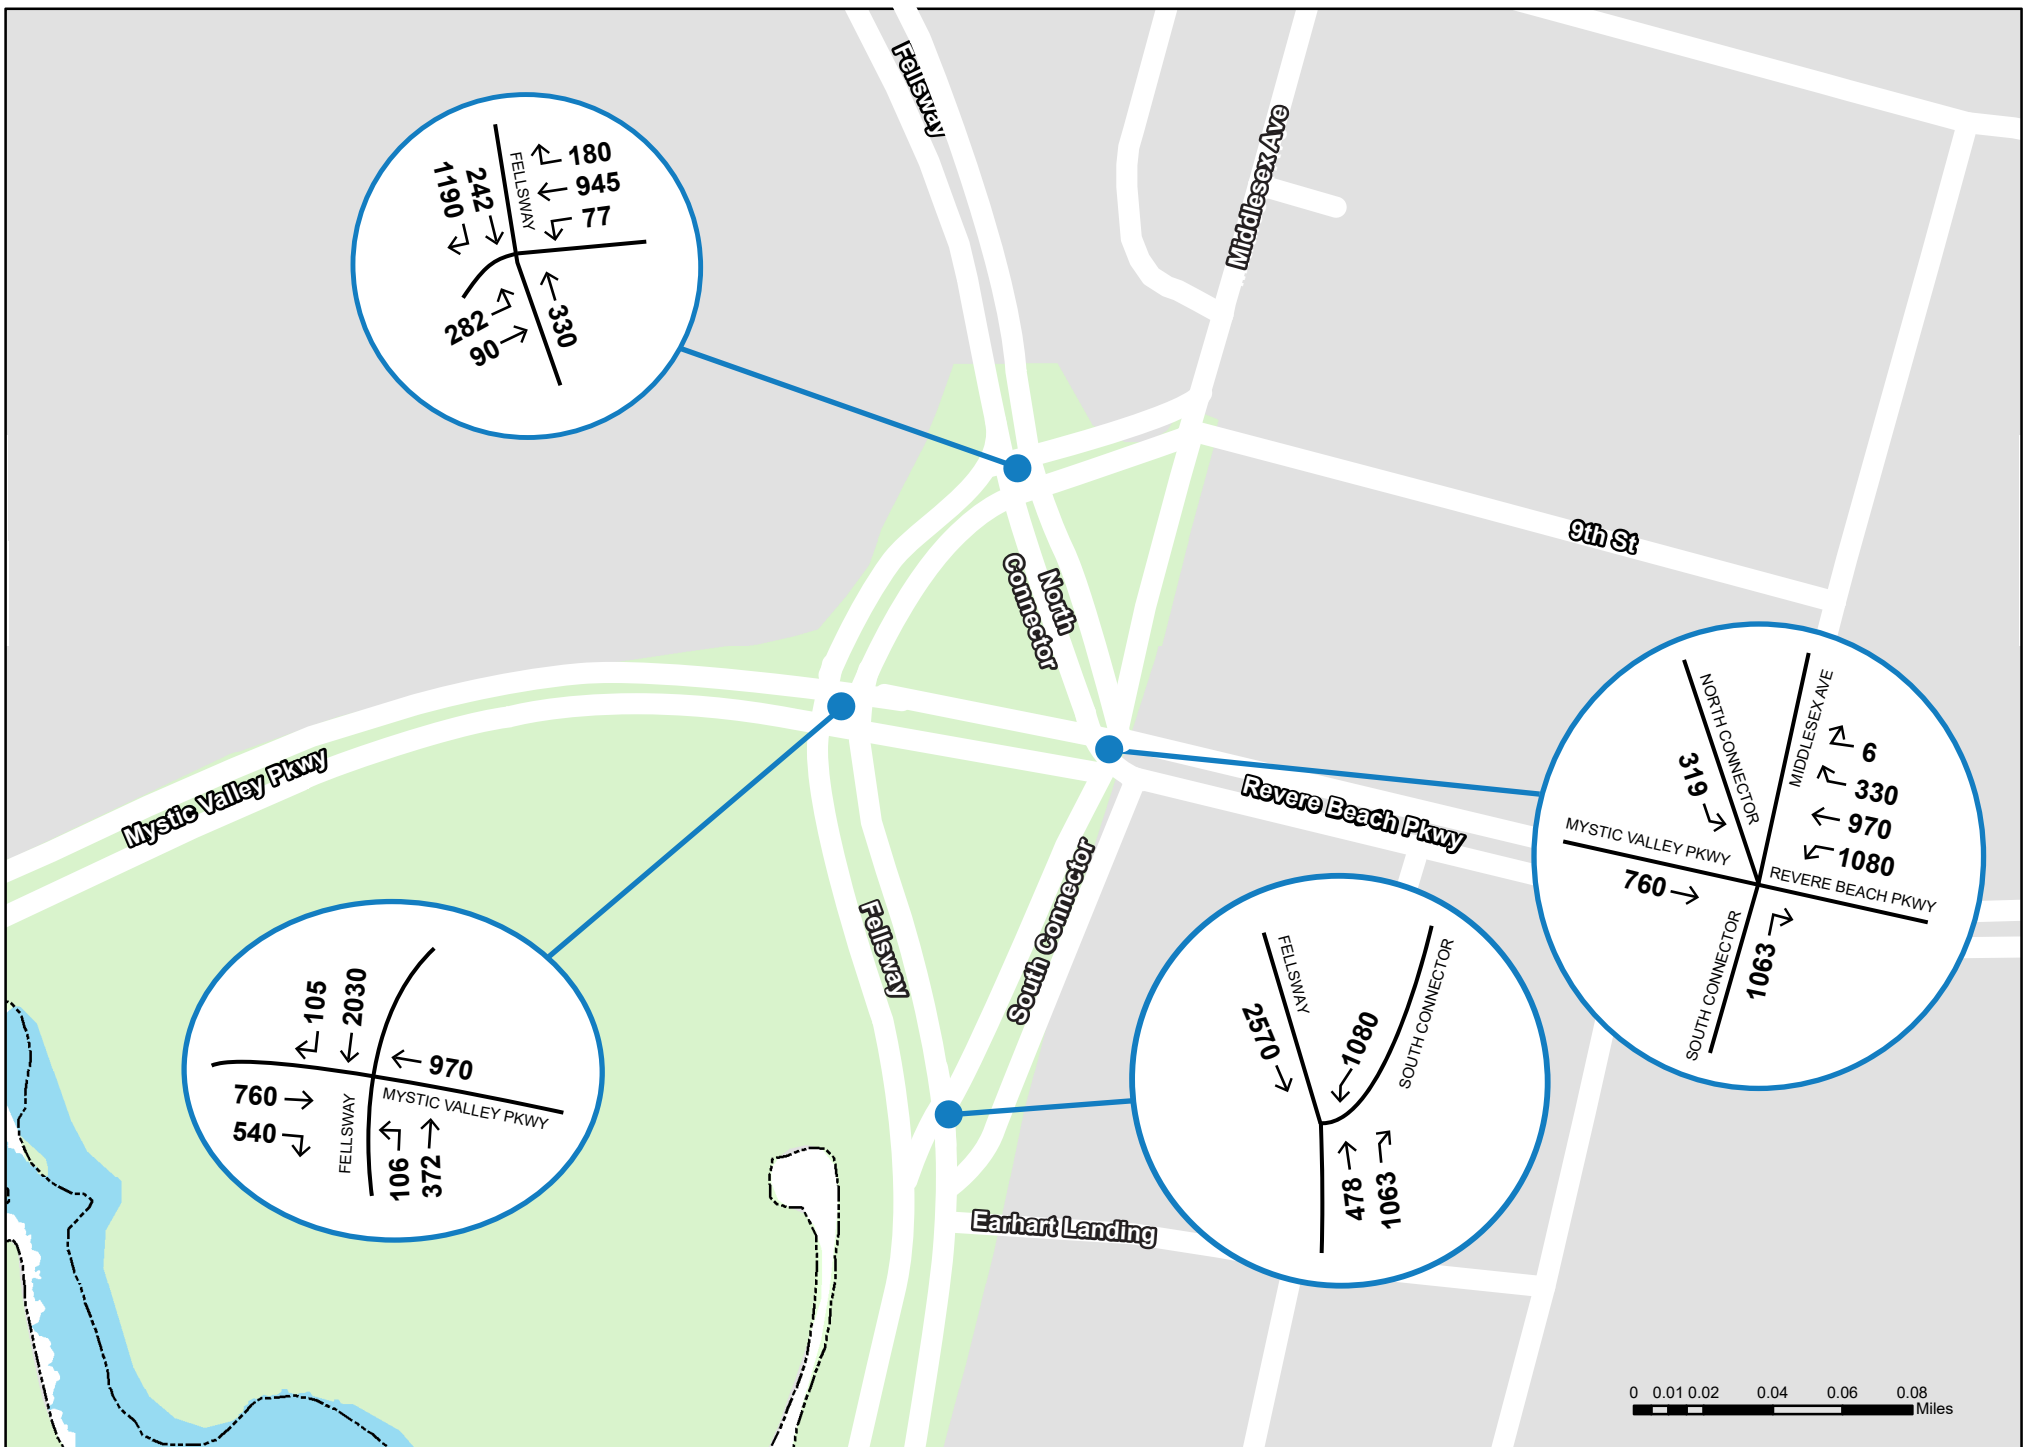 Fellsway
Middlesex Ave
FELLSWAY
180
945
77
242
1190
282
90
330
9th St
North
Connector
Mystic Valley Pkwy
Revere Beach Pkwy
NORTH CONNECTOR
MIDDLESEX AVE
319
6
330
970
1080
MYSTIC VALLEY PKWY
760
REVERE BEACH PKWY
SOUTH CONNECTOR
1063
Fellsway
South Connector
105
2030
970
760
540
MYSTIC VALLEY PKWY
FELLSWAY
106
372
FELLSWAY
SOUTH CONNECTOR
2570
1080
478
1063
Earhart Landing
0 0.01 0.02 0.04 0.06 0.08
Miles